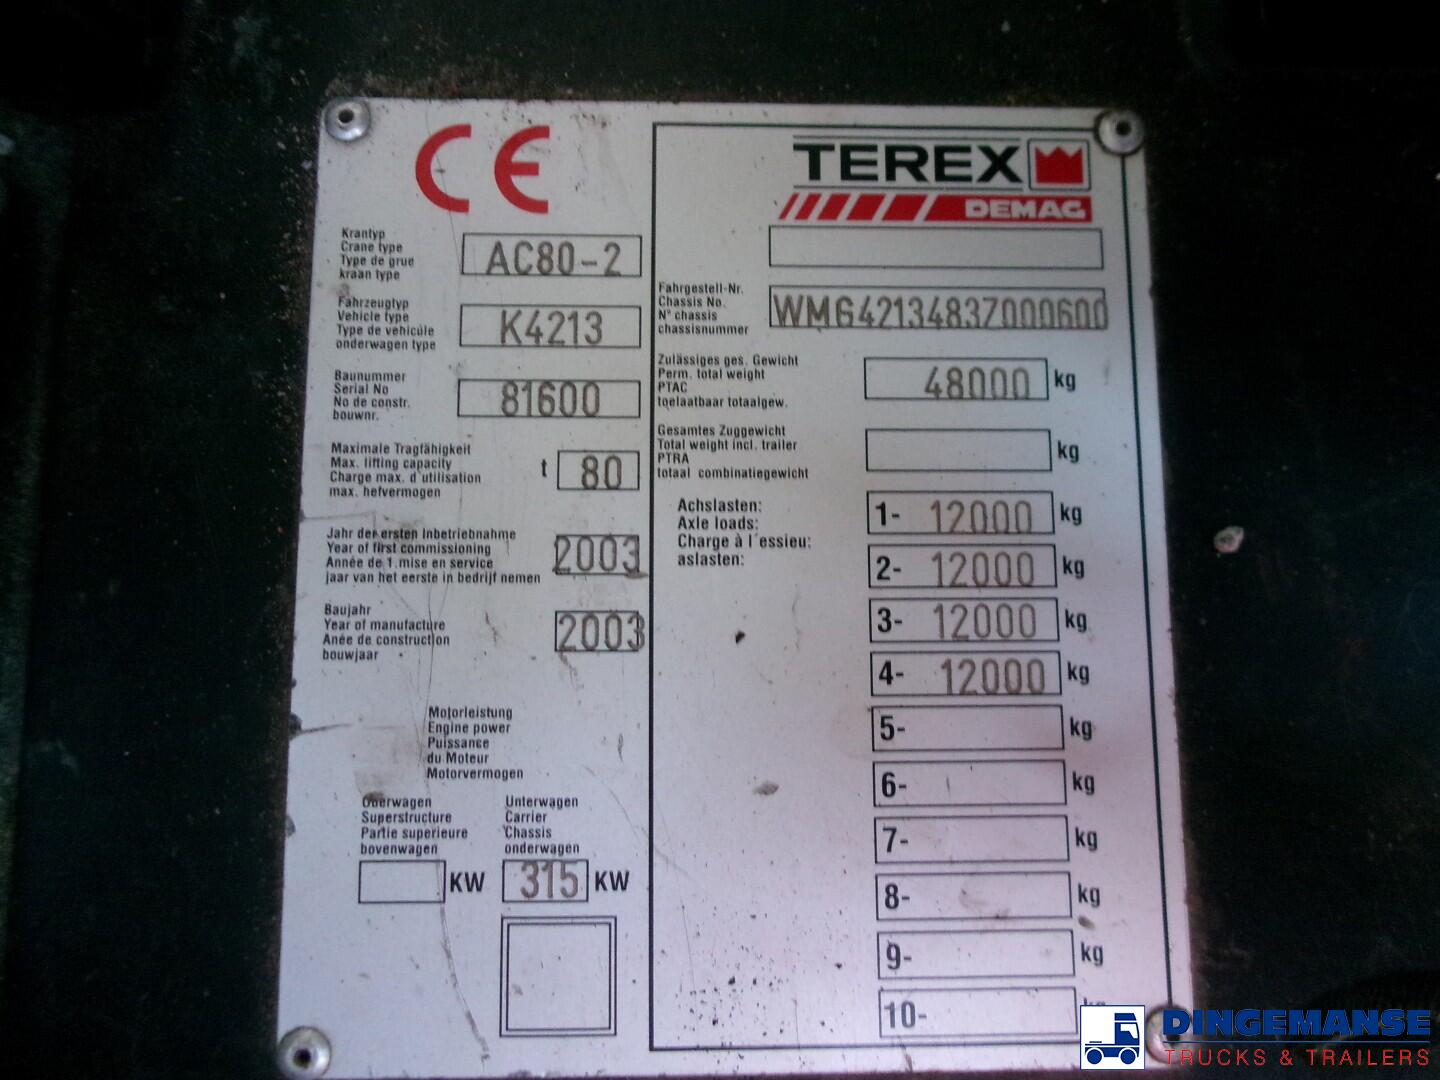 CE
Krantyp
Crane type
Type de grue
kraan type
AC80-2
Fahrzeugtyp
Vehicle type
Type de véhicule
onderwagen type
K4213
Baunummer
Serial No
No de constr.
bouwnr.
81600
Maximale Tragfähigkeit
Max. lifting capacity
Charge max. d'utilisation
max. hefvermogen
t 80
Jahr der ersten Inbetriebnahme
Year of first commissioning
Année de 1.mise en service
jaar van het eerste in bedrijf nemen
2003
Baujahr
Year of manufacture
Anée de construction
bouwjaar
2003
Motorleistung
Engine power
Puissance
du Moteur
Motorvermogen
Oberwagen
Superstructure
Partie superieure
bovenwagen
KW
Unterwagen
Carrier
Chassis
onderwagen
315 KW
TEREX
DEMAG
Fahrgestell-Nr.
Chassis No.
N° chassis
chassisnummer
WMG4213483Z000600
Zulässiges ges. Gewicht
Perm. total weight
PTAC
toelaatbaar totaalgew.
48000 kg
Gesamtes Zuggewicht
Total weight incl. trailer
PTRA
totaal combinatiegewicht
kg
Achslasten:
Axle loads:
Charge à l'essieu:
aslasten:
1- 12000 kg
2- 12000 kg
3- 12000 kg
4- 12000 kg
5- kg
6- kg
7- kg
8- kg
9- kg
10- kg
DINGEMANSE
TRUCKS & TRAILERS